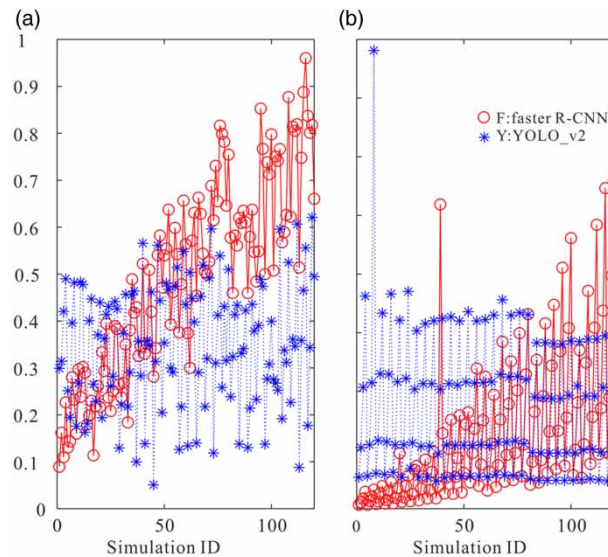 (a)
(b)
1
0.9
0.8
0.7
0.6
0.5
0.4
0.3
0.2
0.1
0
0
50
100
Simulation ID
F:faster R-CNN
Y:YOLO_v2
0
50
100
Simulation ID